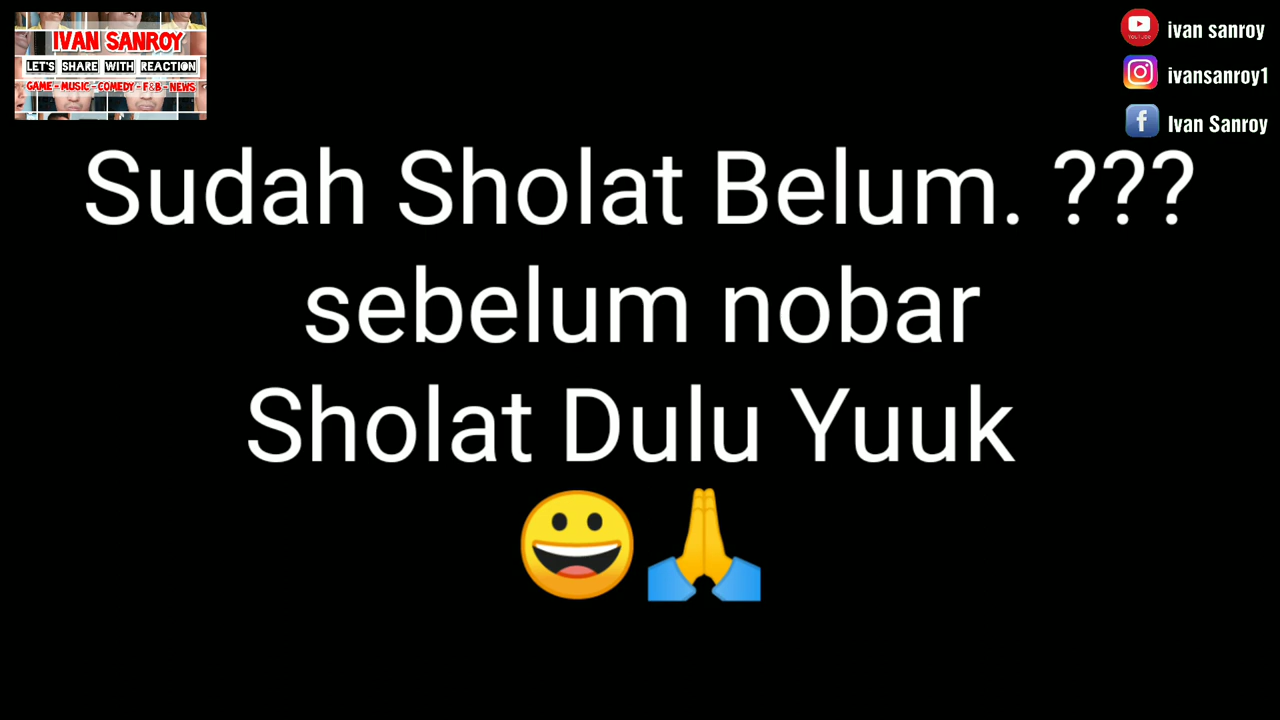 IVAN SANROY
LET'S SHARE WITH REACTION
GAME - MUSIC - COMEDY - F&B - NEWS
YouTube
ivan sanroy
ivansanroy1
Ivan Sanroy
Sudah Sholat Belum. ???
sebelum nobar
Sholat Dulu Yuuk